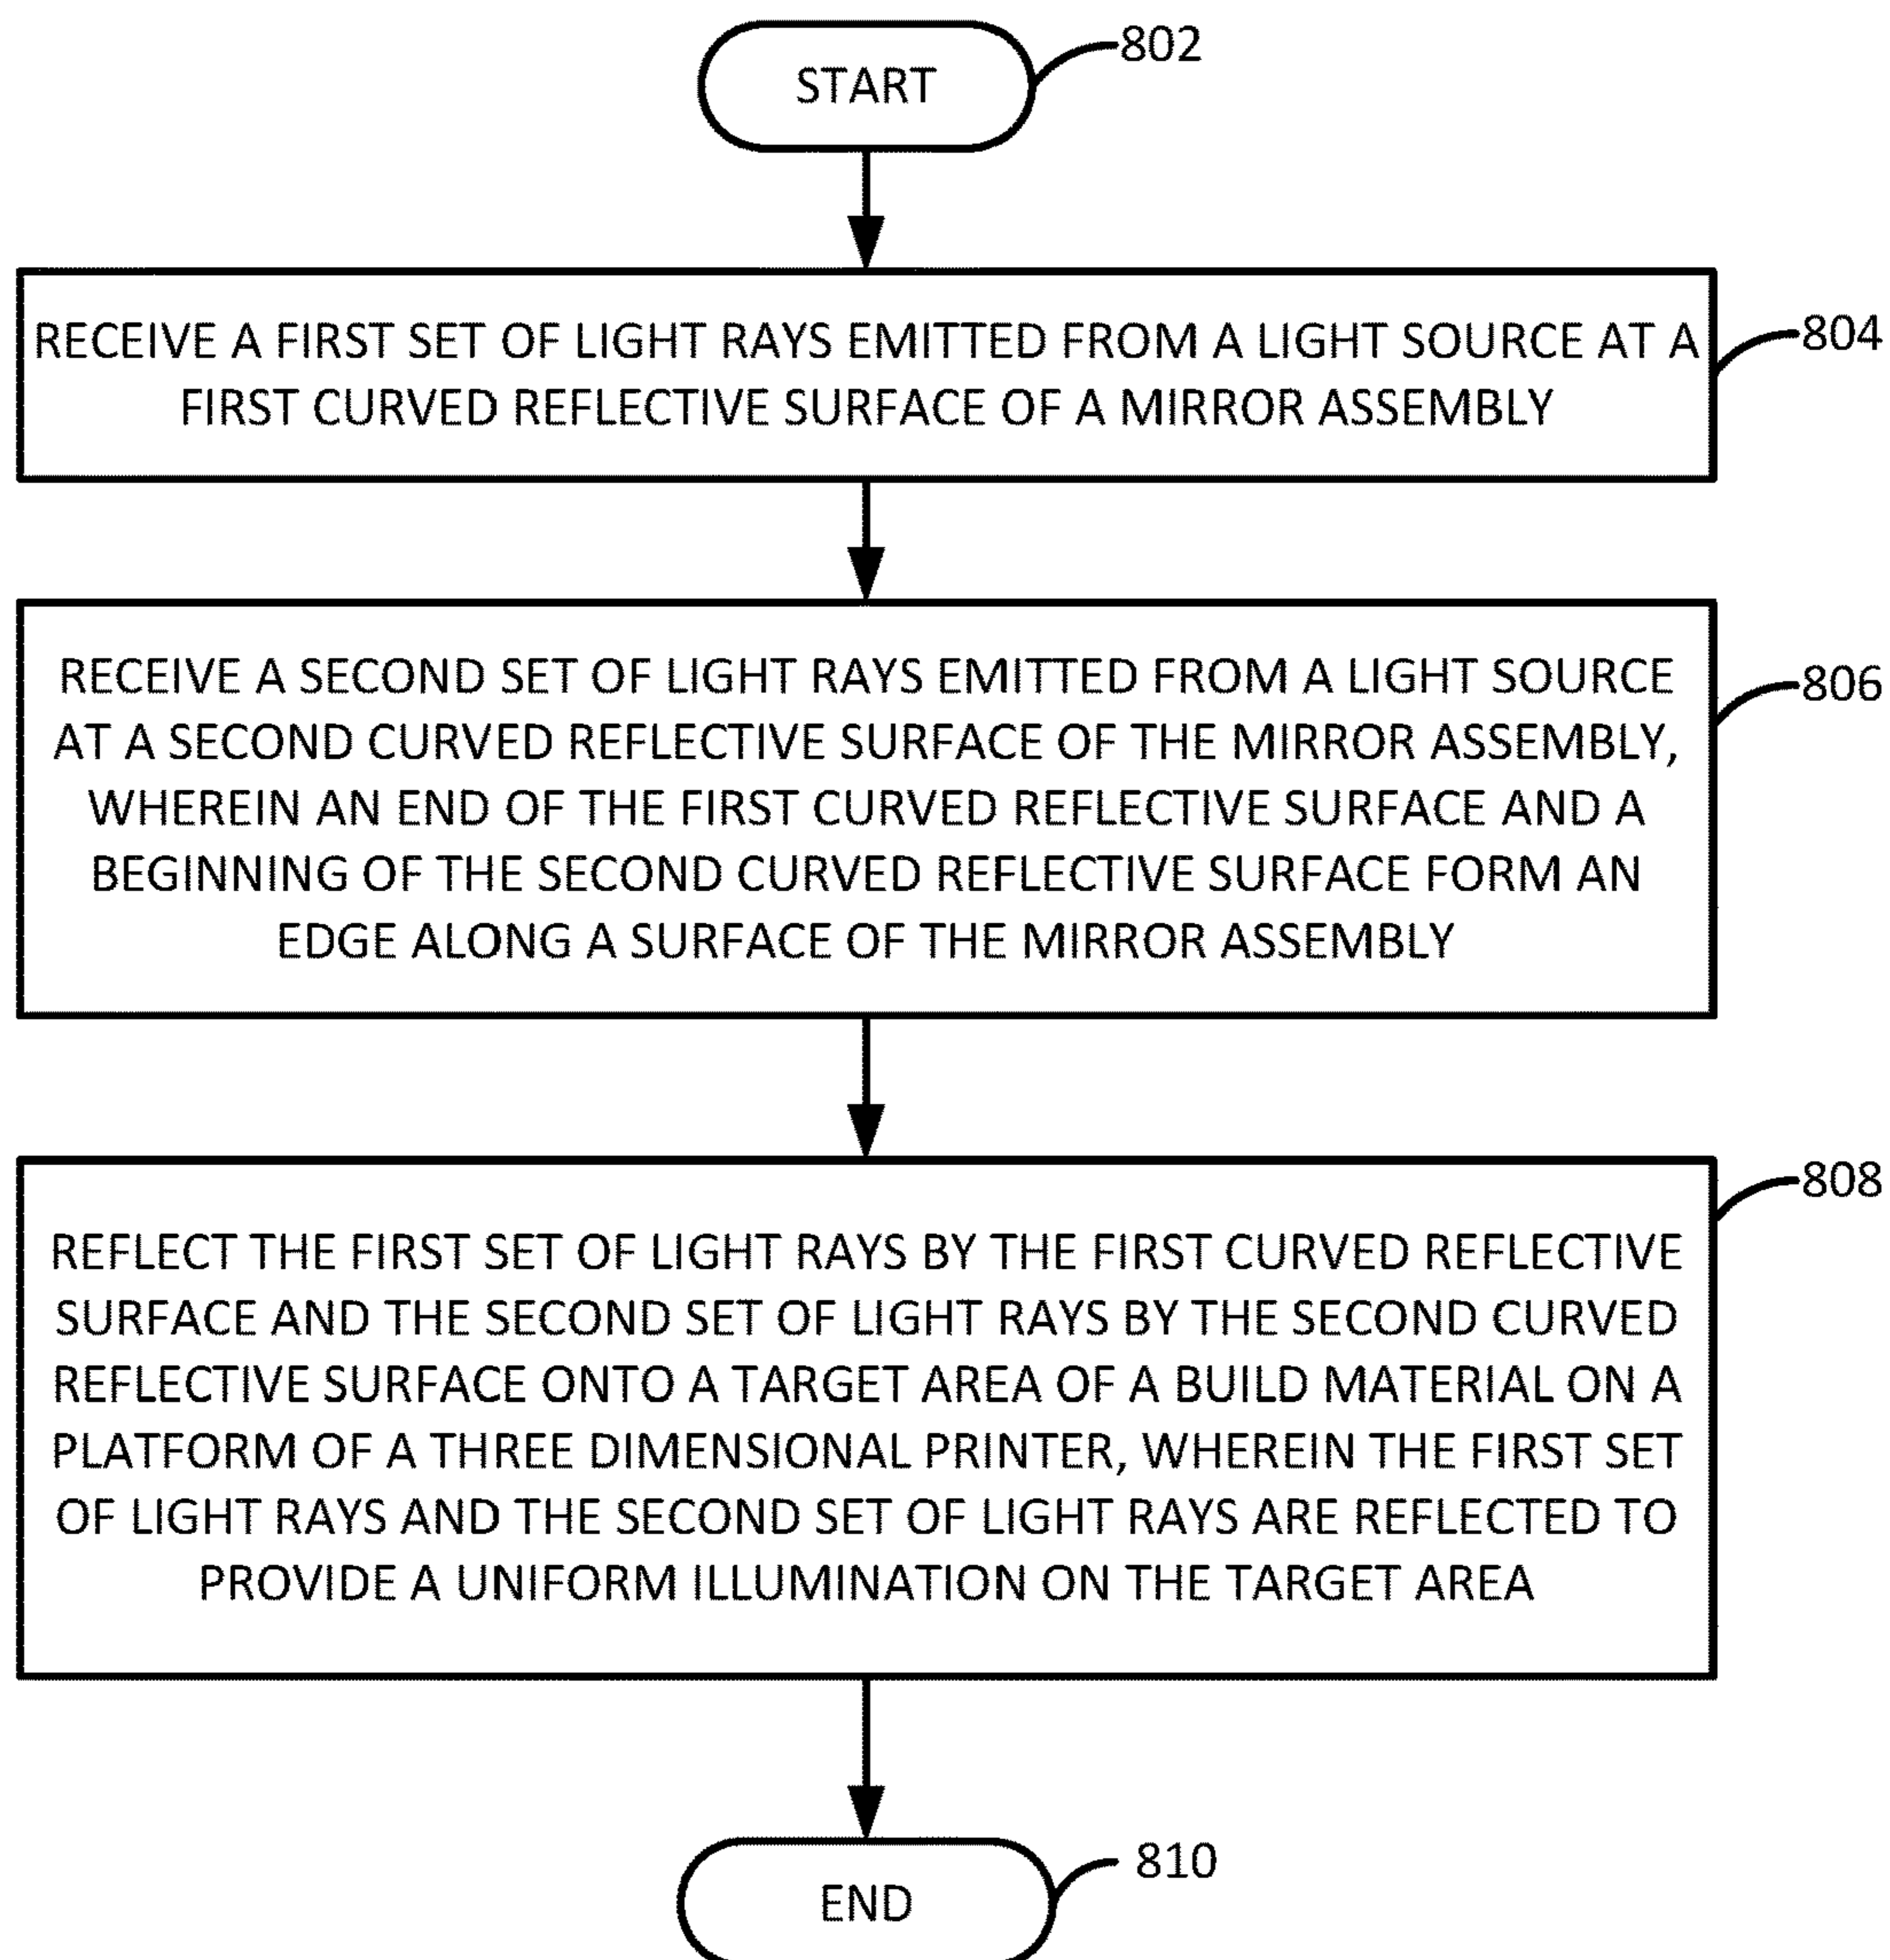 START
802
RECEIVE A FIRST SET OF LIGHT RAYS EMITTED FROM A LIGHT SOURCE AT A
FIRST CURVED REFLECTIVE SURFACE OF A MIRROR ASSEMBLY
804
RECEIVE A SECOND SET OF LIGHT RAYS EMITTED FROM A LIGHT SOURCE
AT A SECOND CURVED REFLECTIVE SURFACE OF THE MIRROR ASSEMBLY,
WHEREIN AN END OF THE FIRST CURVED REFLECTIVE SURFACE AND A
BEGINNING OF THE SECOND CURVED REFLECTIVE SURFACE FORM AN
EDGE ALONG A SURFACE OF THE MIRROR ASSEMBLY
806
REFLECT THE FIRST SET OF LIGHT RAYS BY THE FIRST CURVED REFLECTIVE
SURFACE AND THE SECOND SET OF LIGHT RAYS BY THE SECOND CURVED
REFLECTIVE SURFACE ONTO A TARGET AREA OF A BUILD MATERIAL ON A
PLATFORM OF A THREE DIMENSIONAL PRINTER, WHEREIN THE FIRST SET
OF LIGHT RAYS AND THE SECOND SET OF LIGHT RAYS ARE REFLECTED TO
PROVIDE A UNIFORM ILLUMINATION ON THE TARGET AREA
808
END
810